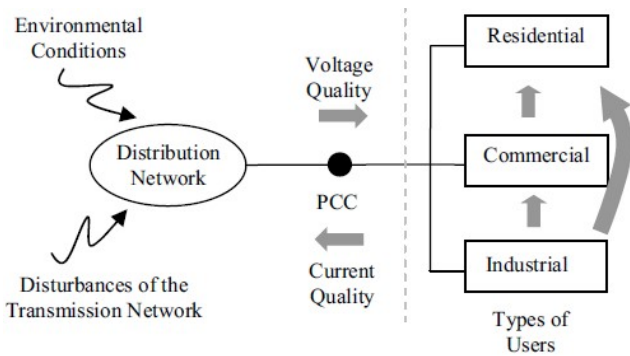 Environmental
Conditions
Distribution
Network
Disturbances of the
Transmission Network
Voltage
Quality
PCC
Current
Quality
Residential
Commercial
Industrial
Types of
Users